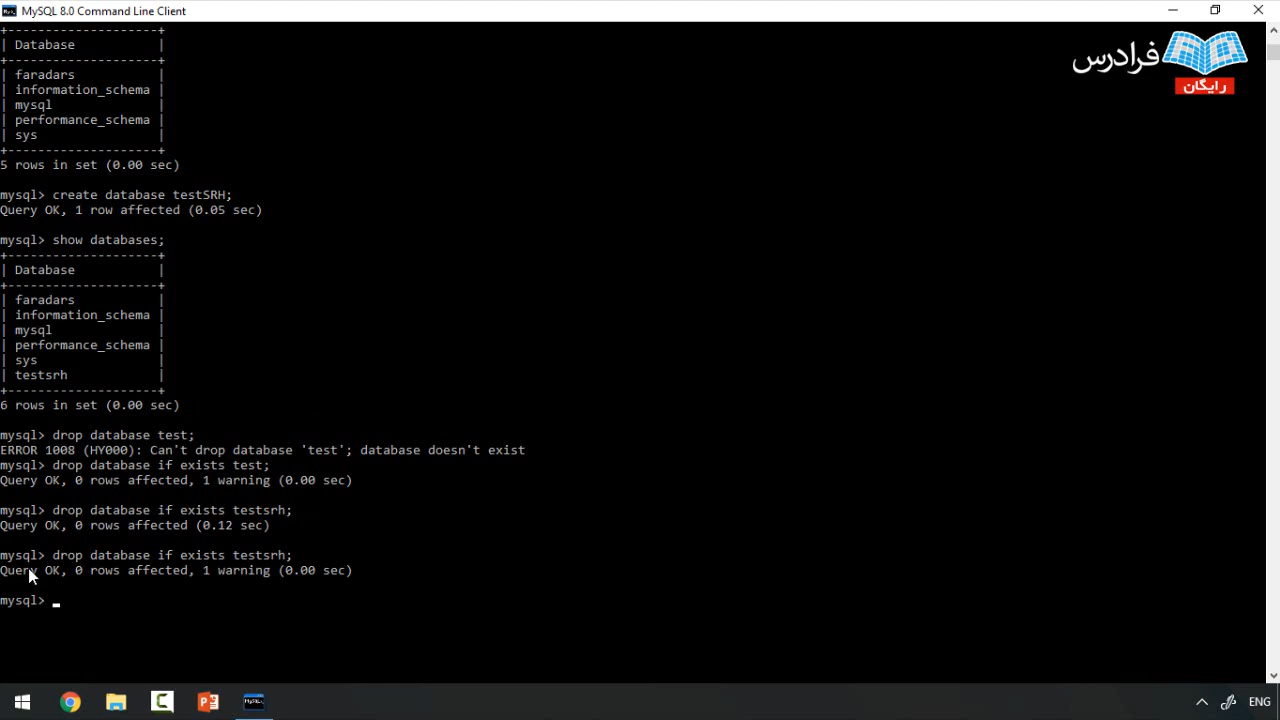 MySQL 8.0 Command Line Client
+--------------------+
| Database           |
+--------------------+
| faradars           |
| information_schema |
| mysql              |
| performance_schema |
| sys                |
+--------------------+
5 rows in set (0.00 sec)
mysql> create database testSRH;
Query OK, 1 row affected (0.05 sec)
mysql> show databases;
+--------------------+
| Database           |
+--------------------+
| faradars           |
| information_schema |
| mysql              |
| performance_schema |
| sys                |
| testsrh            |
+--------------------+
6 rows in set (0.00 sec)
mysql> drop database test;
ERROR 1008 (HY000): Can't drop database 'test'; database doesn't exist
mysql> drop database if exists test;
Query OK, 0 rows affected, 1 warning (0.00 sec)
mysql> drop database if exists testsrh;
Query OK, 0 rows affected (0.12 sec)
mysql> drop database if exists testsrh;
Query OK, 0 rows affected, 1 warning (0.00 sec)
mysql> _
فرادرس
رایگان
ENG